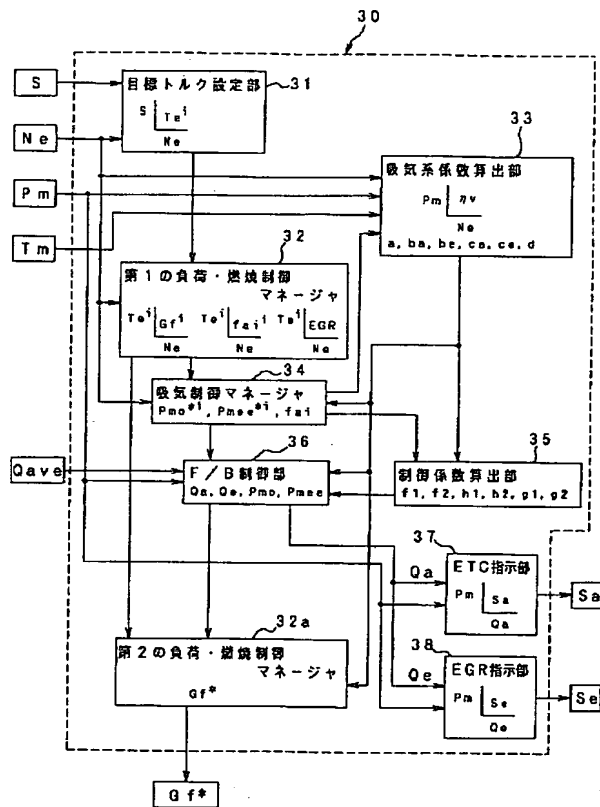 30
S
目標トルク設定部
31
S Te^i
Ne
Ne
33
吸気系係数算出部
Pm ηv
Ne
a, ba, be, ca, ce, d
Pm
Tm
32
第1の負荷・燃焼制御
マネージャ
Te^i Gf^i Te^i fai^i Te^i EGR
Ne Ne Ne
34
吸気制御マネージャ
Pmo*^i, Pmee*^i, fai
Qave
36
F/B制御部
Qa, Qe, Pmo, Pmee
35
制御係数算出部
f1, f2, h1, h2, g1, g2
37
ETC指示部
Qa
Pm Sa
Qa
Sa
32a
第2の負荷・燃焼制御
マネージャ
Gf*
38
EGR指示部
Qe
Pm Se
Qe
Se
Gf*